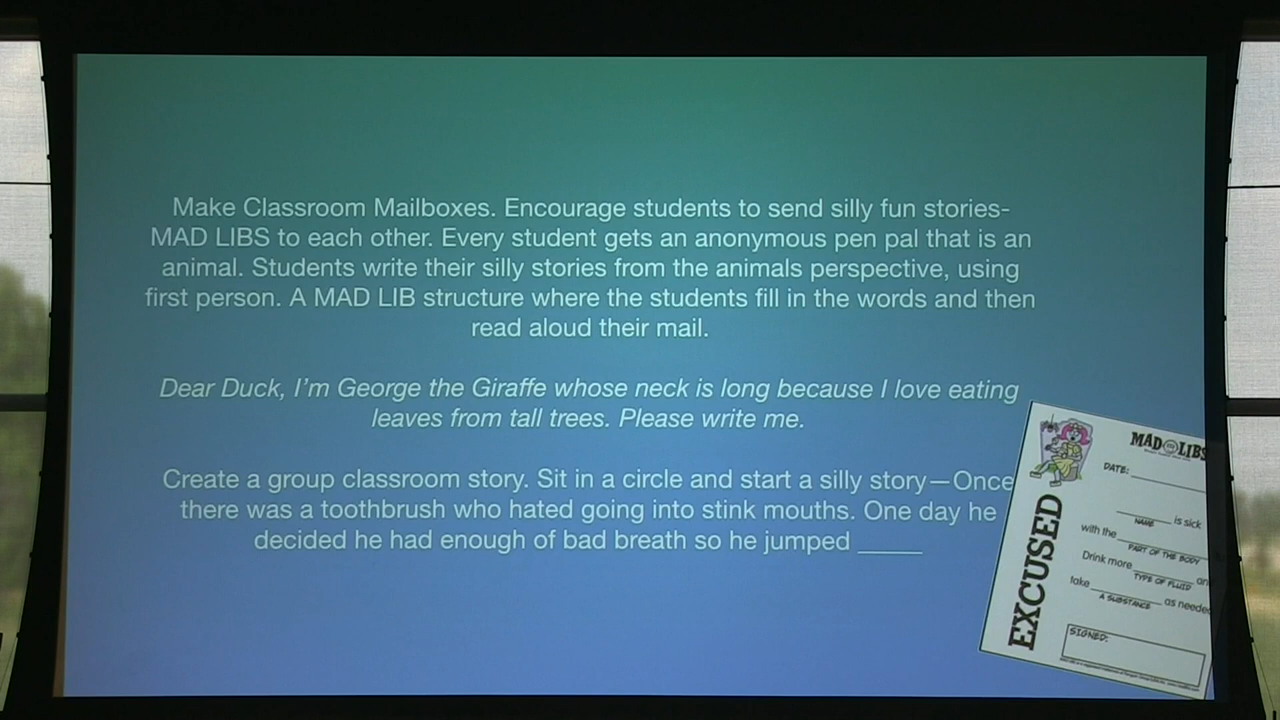 Make Classroom Mailboxes. Encourage students to send silly fun stories-
MAD LIBS to each other. Every student gets an anonymous pen pal that is an
animal. Students write their silly stories from the animals perspective, using
first person. A MAD LIB structure where the students fill in the words and then
read aloud their mail.
Dear Duck, I'm George the Giraffe whose neck is long because I love eating
leaves from tall trees. Please write me.
Create a group classroom story. Sit in a circle and start a silly story—Once
there was a toothbrush who hated going into stink mouths. One day he
decided he had enough of bad breath so he jumped _____
EXCUSED
MAD LIBS
DATE:
is sick
NAME
with the
PART OF THE BODY
Drink more an
TYPE OF FLUID
take as neede
A SUBSTANCE
SIGNED: